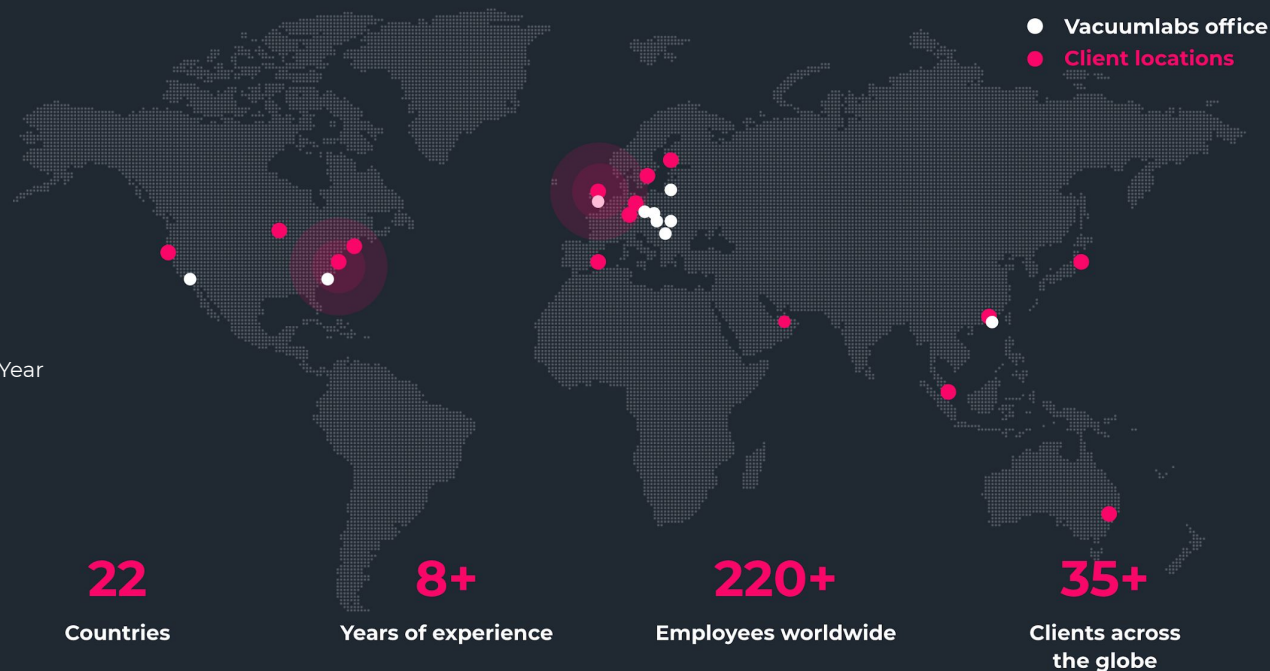 Vacuumlabs office
Client locations
Year
22
Countries
8+
Years of experience
220+
Employees worldwide
35+
Clients across
the globe